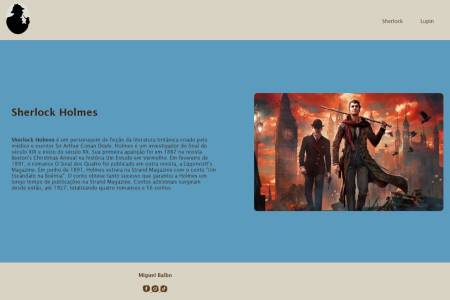 Sherlock Lupin
Sherlock Holmes
Sherlock Holmes é um personagem de ficção da literatura britânica criado pelo
médico e escritor Sir Arthur Conan Doyle. Holmes é um investigador do final do
século XIX e início do século XX. Sua primeira aparição foi em 1887 na revista
Beeton's Christmas Annual na história Um Estudo em Vermelho. Em fevereiro de
1891, o romance O Sinal dos Quatro foi publicado em outra revista, a Lippincott's
Magazine. Em junho de 1891, Holmes estreia na Strand Magazine com o conto "Um
Escândalo na Boêmia". O conto obteve tanto sucesso que garantiu a Holmes um
longo tempo de publicações na Strand Magazine. Contos adicionais surgiram
desde então, até 1927, totalizando quatro romances e 56 contos.
Miguel Balbo